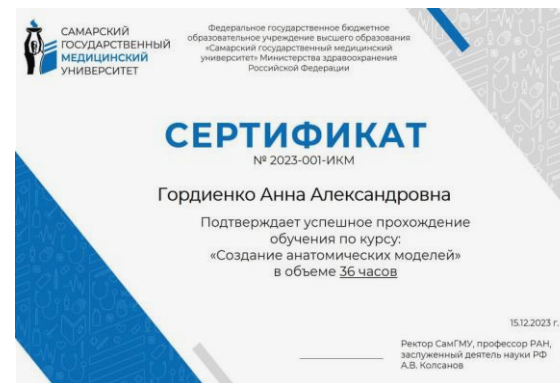 САМАРСКИЙ
ГОСУДАРСТВЕННЫЙ
МЕДИЦИНСКИЙ
УНИВЕРСИТЕТ
Федеральное государственное бюджетное
образовательное учреждение высшего образования
«Самарский государственный медицинский
университет» Министерства здравоохранения
Российской Федерации
СЕРТИФИКАТ
№ 2023-001-ИКМ
Гордиенко Анна Александровна
Подтверждает успешное прохождение
обучения по курсу:
«Создание анатомических моделей»
в объеме 36 часов
15.12.2023 г.
Ректор СамГМУ, профессор РАН,
заслуженный деятель науки РФ
А.В. Колсанов